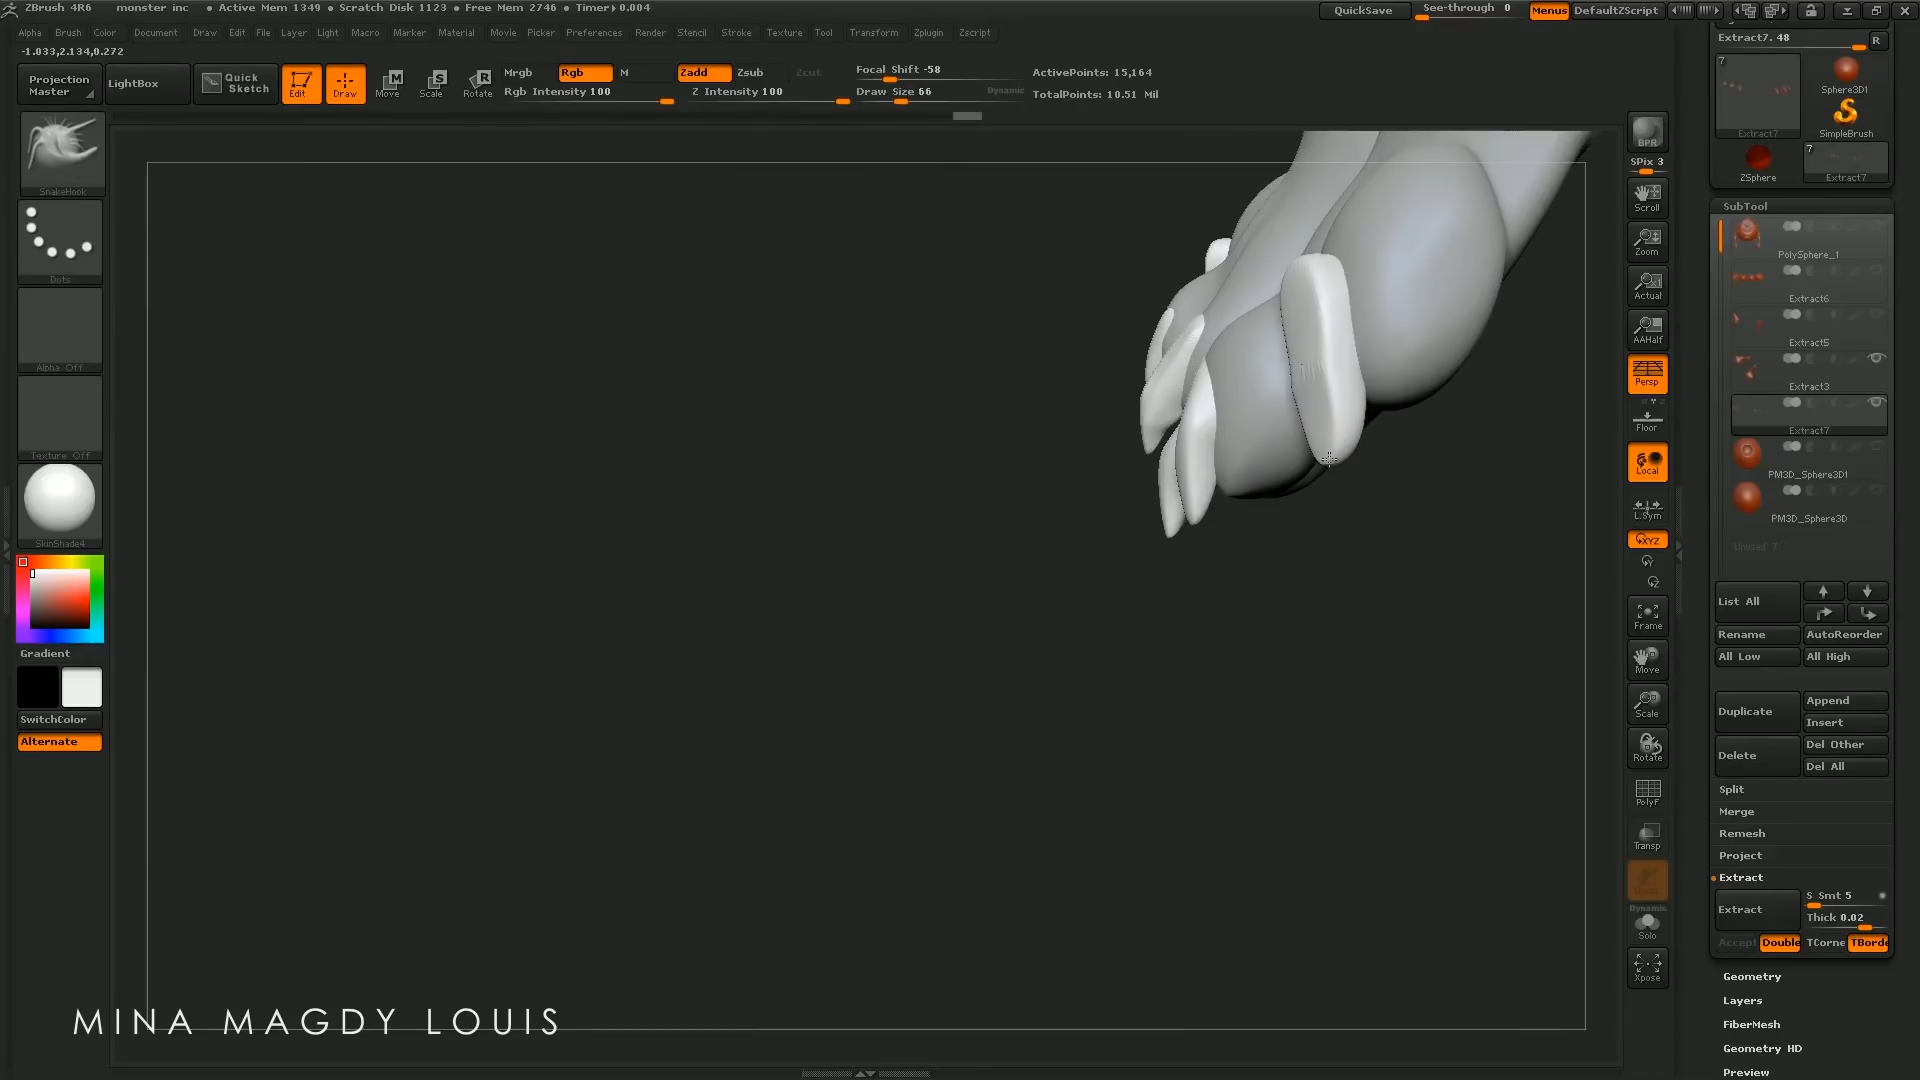 ZBrush 4R6 monster inc • Active Mem 1349 • Scratch Disk 1123 • Free Mem 2746 • Timer▸0.004 QuickSave See-through 0 Menus DefaultZScript
Alpha Brush Color Document Draw Edit File Layer Light Macro Marker Material Movie Picker Preferences Render Stencil Stroke Texture Tool Transform Zplugin Zscript
-1.033,2.134,0.272
Projection Master
LightBox
Quick Sketch
Edit
Draw
Move
Scale
Rotate
Mrgb Rgb M
Rgb Intensity 100
Zadd Zsub Zcut
Z Intensity 100
Focal Shift -58
Draw Size 66
Dynamic
ActivePoints: 15,164
TotalPoints: 10.51 Mil
SnakeHook
Dots
Alpha Off
Texture Off
SkinShade4
Gradient
SwitchColor
Alternate
BPR
SPix 3
Scroll
Zoom
Actual
AAHalf
Persp
Floor
Local
L.Sym
XYZ
Frame
Move
Scale
Rotate
PolyF
Transp
Dynamic
Solo
Xpose
Extract7. 48
R
7
Extract7
Sphere3D1
SimpleBrush
ZSphere
7
Extract7
SubTool
PolySphere_1
Extract6
Extract5
Extract3
Extract7
PM3D_Sphere3D1
PM3D_Sphere3D
Unused 7
List All
Rename AutoReorder
All Low All High
Duplicate Append
Insert
Delete Del Other
Del All
Split
Merge
Remesh
Project
Extract
Extract
S Smt 5
Thick 0.02
Accept Double TCorne TBorde
Geometry
Layers
FiberMesh
Geometry HD
Preview
MINA MAGDY LOUIS